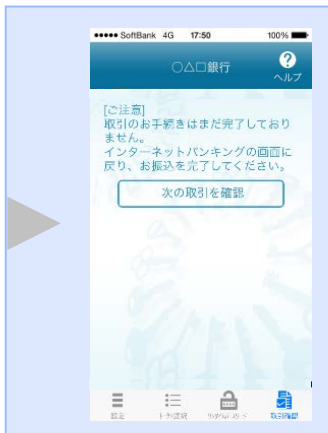 ●●●●● SoftBank 4G 17:50 100%
○△□銀行
?
ヘルプ
[ご注意]
取引のお手続きはまだ完了しており
ません。
インターネットバンキングの画面に
戻り、お振込を完了してください。
次の取引を確認
設定
取引確認